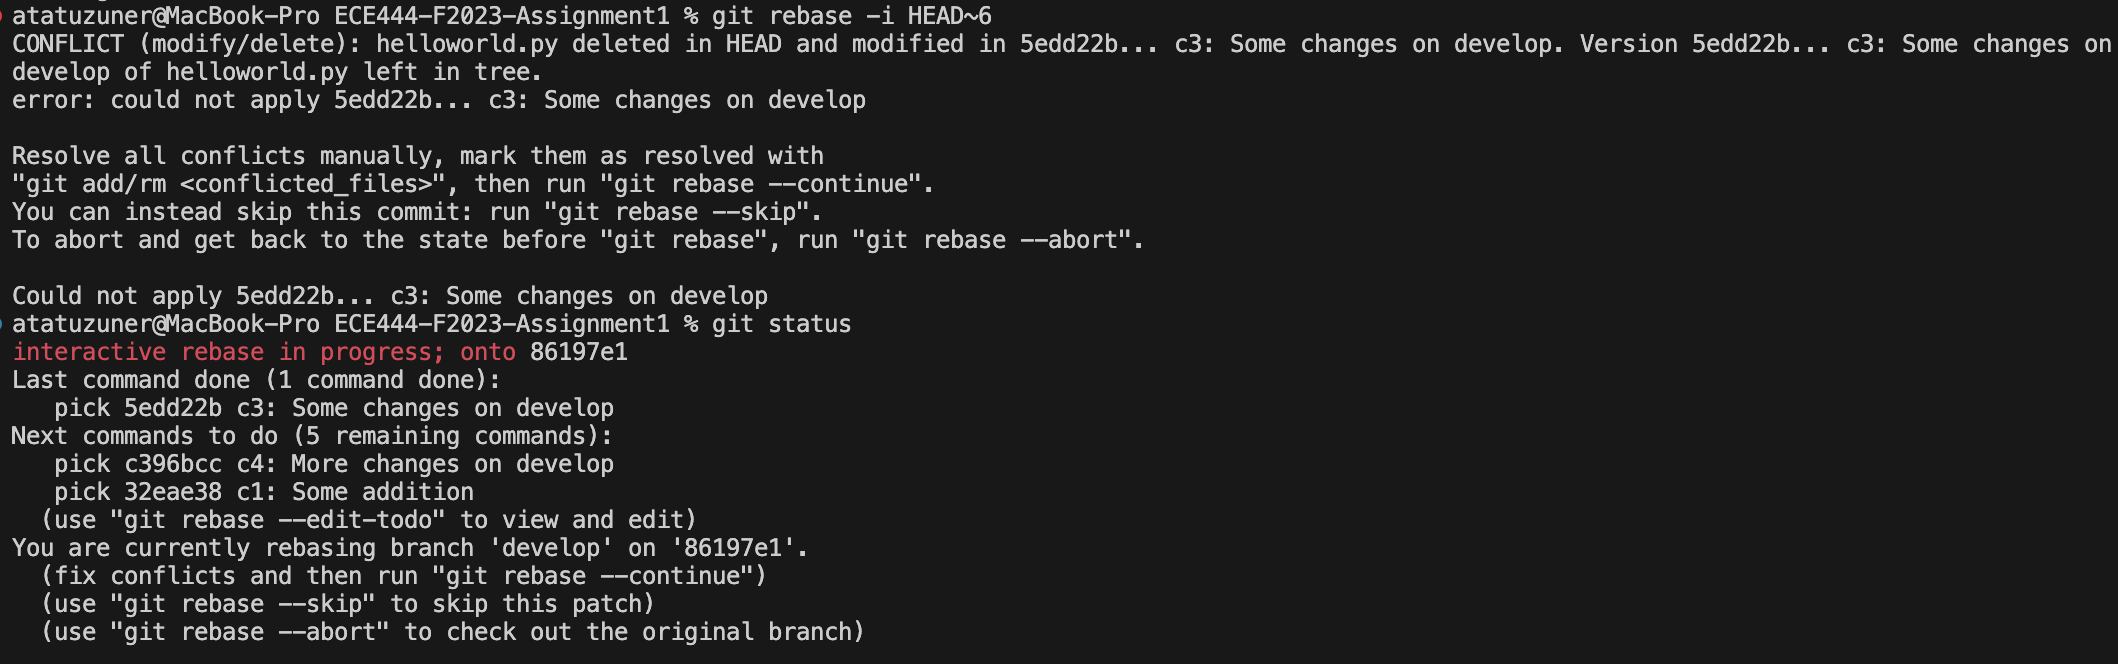 atatuzuner@MacBook-Pro ECE444-F2023-Assignment1 % git rebase -i HEAD~6
CONFLICT (modify/delete): helloworld.py deleted in HEAD and modified in 5edd22b... c3: Some changes on develop. Version 5edd22b... c3: Some changes on
develop of helloworld.py left in tree.
error: could not apply 5edd22b... c3: Some changes on develop

Resolve all conflicts manually, mark them as resolved with
"git add/rm <conflicted_files>", then run "git rebase --continue".
You can instead skip this commit: run "git rebase --skip".
To abort and get back to the state before "git rebase", run "git rebase --abort".

Could not apply 5edd22b... c3: Some changes on develop
atatuzuner@MacBook-Pro ECE444-F2023-Assignment1 % git status
interactive rebase in progress; onto 86197e1
Last command done (1 command done):
   pick 5edd22b c3: Some changes on develop
Next commands to do (5 remaining commands):
   pick c396bcc c4: More changes on develop
   pick 32eae38 c1: Some addition
  (use "git rebase --edit-todo" to view and edit)
You are currently rebasing branch 'develop' on '86197e1'.
  (fix conflicts and then run "git rebase --continue")
  (use "git rebase --skip" to skip this patch)
  (use "git rebase --abort" to check out the original branch)